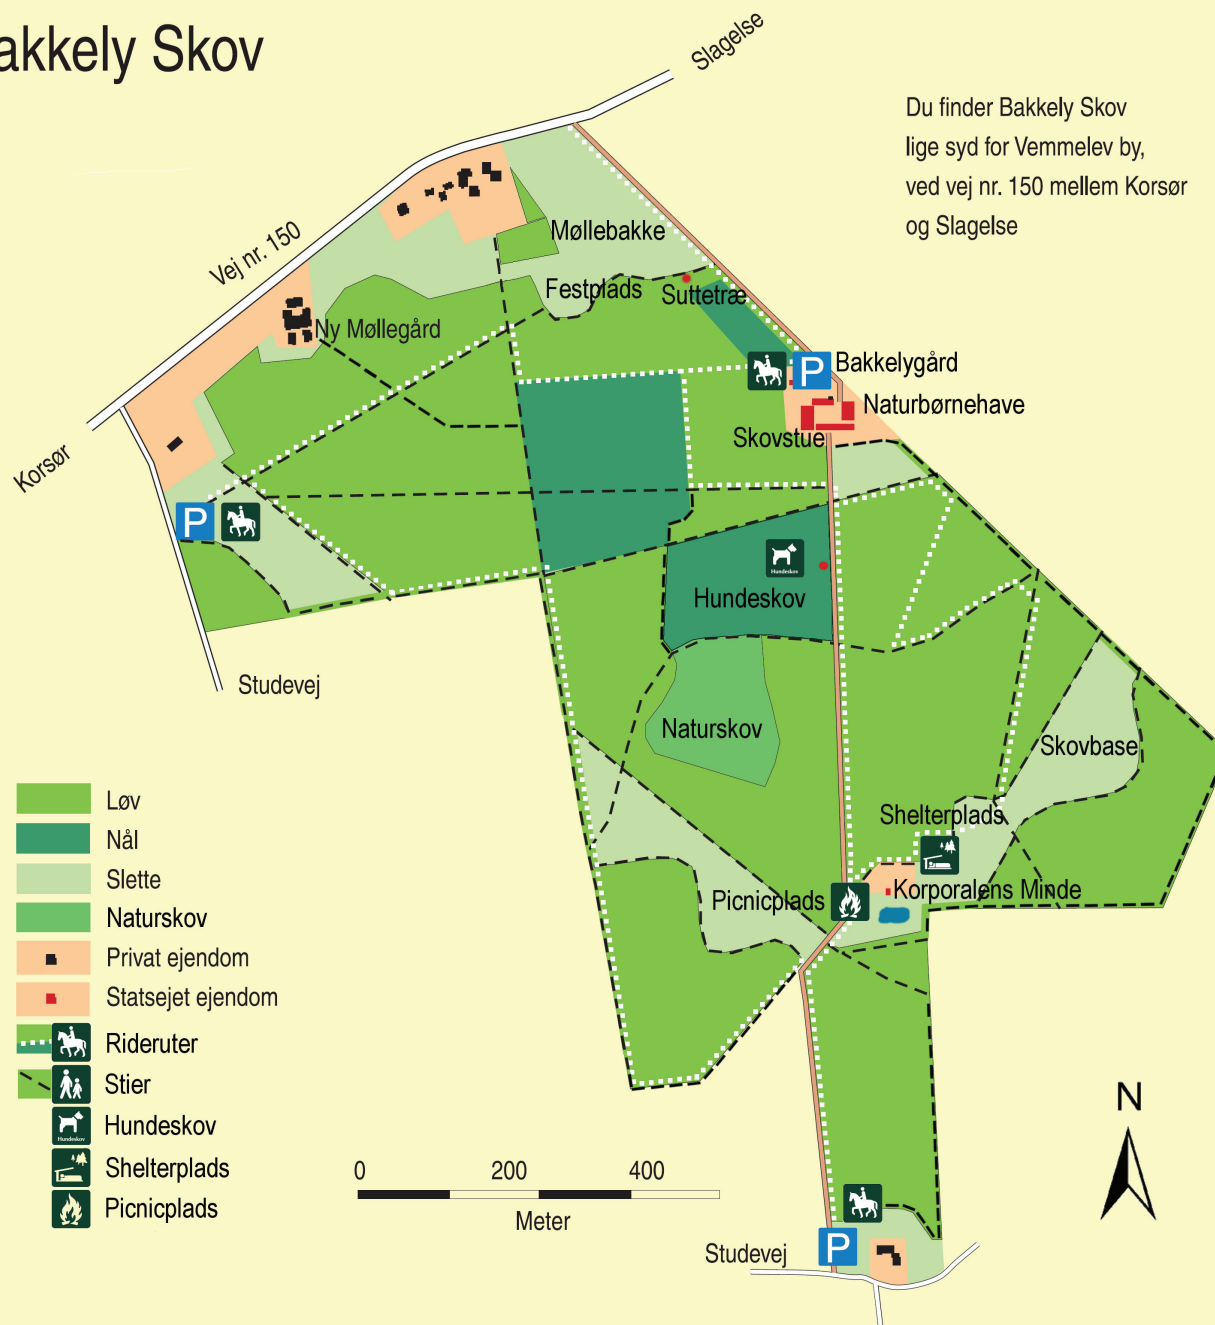 akkely Skov
Slagelse
Du finder Bakkely Skov
lige syd for Vemmelev by,
ved vej nr. 150 mellem Korsør
og Slagelse
Vej nr. 150
Møllebakke
Festplads
Suttetræ
Ny Møllegård
P
Bakkelygård
Naturbørnehave
Skovstue
Korsør
P
Hundeskov
Hundeskov
Studevej
Naturskov
Skovbase
Shelterplads
Picnicplads
Korporalens Minde
Løv
Nål
Slette
Naturskov
Privat ejendom
Statsejet ejendom
Rideruter
Stier
Hundeskov
Hundeskov
Shelterplads
Picnicplads
0 200 400
Meter
N
Studevej
P